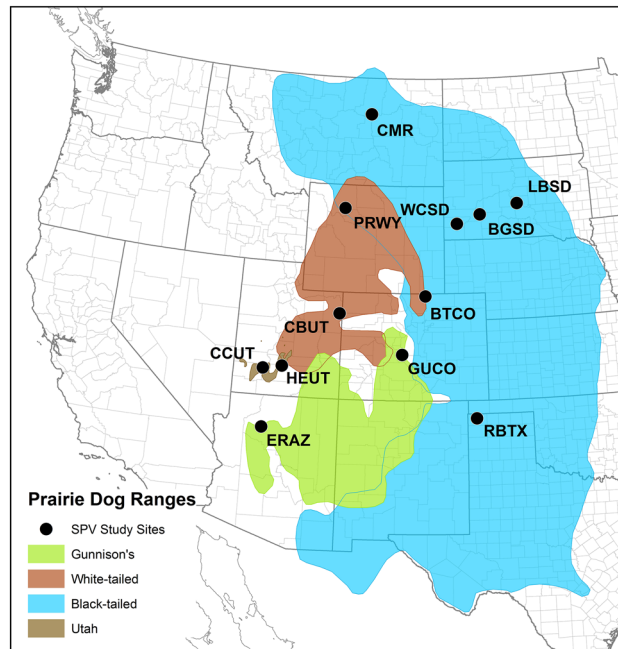 CMR
LBSD
WCSD
BGSD
PRWY
BTCO
CBUT
CCUT
HEUT
GUCO
ERAZ
RBTX
Prairie Dog Ranges
SPV Study Sites
Gunnison's
White-tailed
Black-tailed
Utah